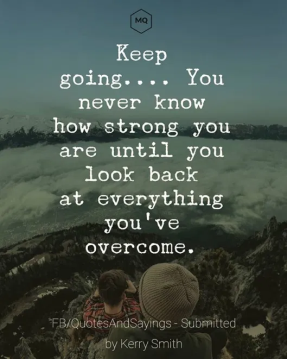 MQ
Keep
going.... You
never know
how strong you
are until you
look back
at everything
you've
overcome.
"FB/QuotesAndSayings - Submitted
by Kerry Smith